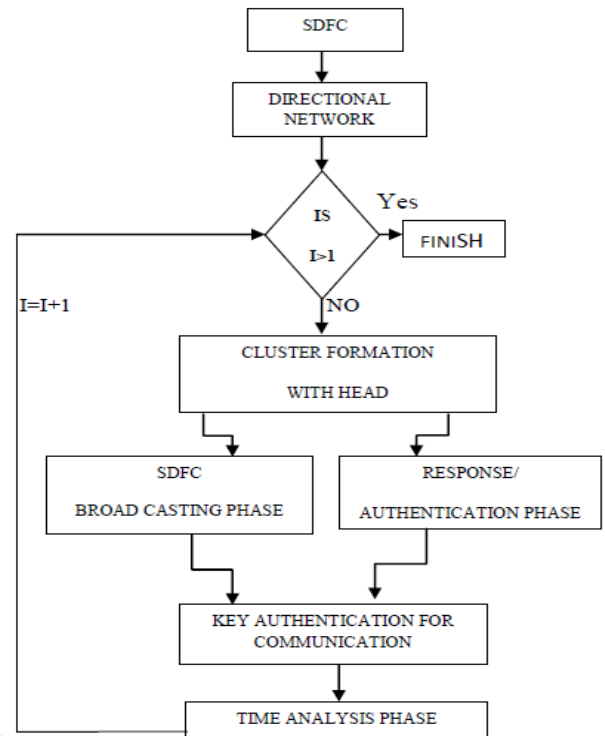 SDFC
DIRECTIONAL
NETWORK
IS
I>1
Yes
FINISH
I=I+1
NO
CLUSTER FORMATION
WITH HEAD
SDFC
BROAD CASTING PHASE
RESPONSE/
AUTHENTICATION PHASE
KEY AUTHENTICATION FOR
COMMUNICATION
TIME ANALYSIS PHASE